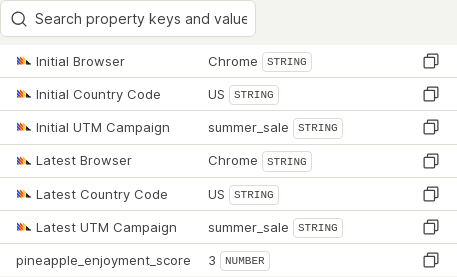 Search property keys and value
Initial Browser Chrome STRING
Initial Country Code US STRING
Initial UTM Campaign summer_sale STRING
Latest Browser Chrome STRING
Latest Country Code US STRING
Latest UTM Campaign summer_sale STRING
pineapple_enjoyment_score 3 NUMBER